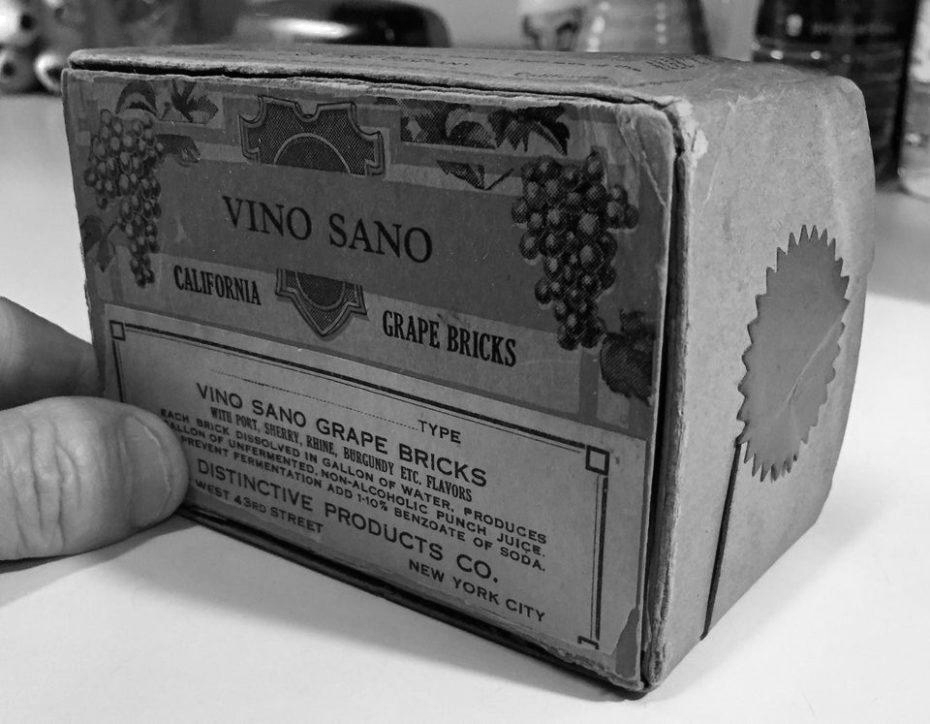 VINO SANO
CALIFORNIA
GRAPE BRICKS
TYPE
VINO SANO GRAPE BRICKS
WITH PORT, SHERRY, RHINE, BURGUNDY ETC. FLAVORS
EACH BRICK DISSOLVED IN GALLON OF WATER, PRODUCES
GALLON OF UNFERMENTED, NON-ALCOHOLIC PUNCH JUICE.
PREVENT FERMENTATION ADD 1-10% BENZOATE OF SODA.
DISTINCTIVE PRODUCTS CO.
WEST 43RD STREET
NEW YORK CITY